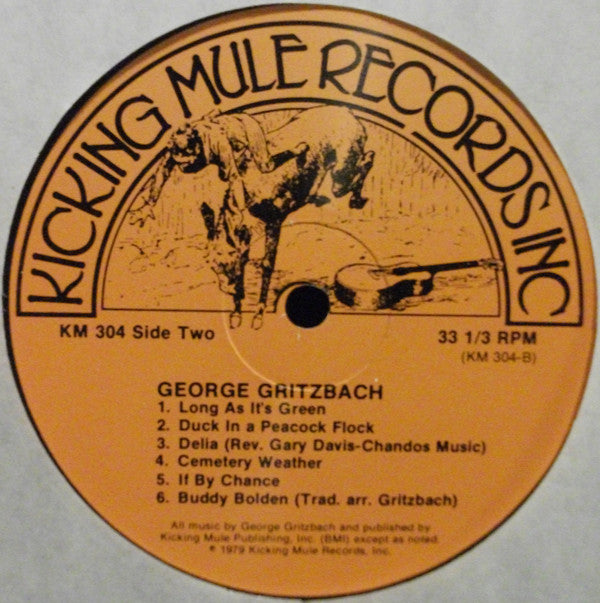 KICKING MULE RECORDS INC
KM 304 Side Two
33 1/3 RPM
(KM 304-B)
GEORGE GRITZBACH
1. Long As It's Green
2. Duck In a Peacock Flock
3. Delia (Rev. Gary Davis-Chandos Music)
4. Cemetery Weather
5. If By Chance
6. Buddy Bolden (Trad. arr. Gritzbach)
All music by George Gritzbach and published by
Kicking Mule Publishing, Inc. (BMI) except as noted.
℗ 1979 Kicking Mule Records, Inc.